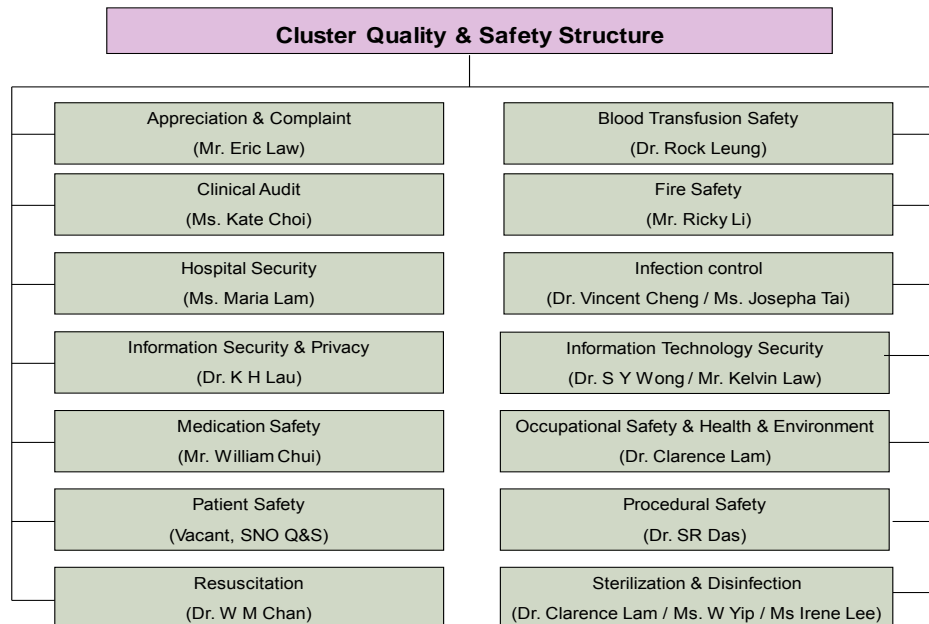 Cluster Quality & Safety Structure
Appreciation & Complaint
(Mr. Eric Law)
Blood Transfusion Safety
(Dr. Rock Leung)
Clinical Audit
(Ms. Kate Choi)
Fire Safety
(Mr. Ricky Li)
Hospital Security
(Ms. Maria Lam)
Infection control
(Dr. Vincent Cheng / Ms. Josepha Tai)
Information Security & Privacy
(Dr. K H Lau)
Information Technology Security
(Dr. S Y Wong / Mr. Kelvin Law)
Medication Safety
(Mr. William Chui)
Occupational Safety & Health & Environment
(Dr. Clarence Lam)
Patient Safety
(Vacant, SNO Q&S)
Procedural Safety
(Dr. SR Das)
Resuscitation
(Dr. W M Chan)
Sterilization & Disinfection
(Dr. Clarence Lam / Ms. W Yip / Ms Irene Lee)